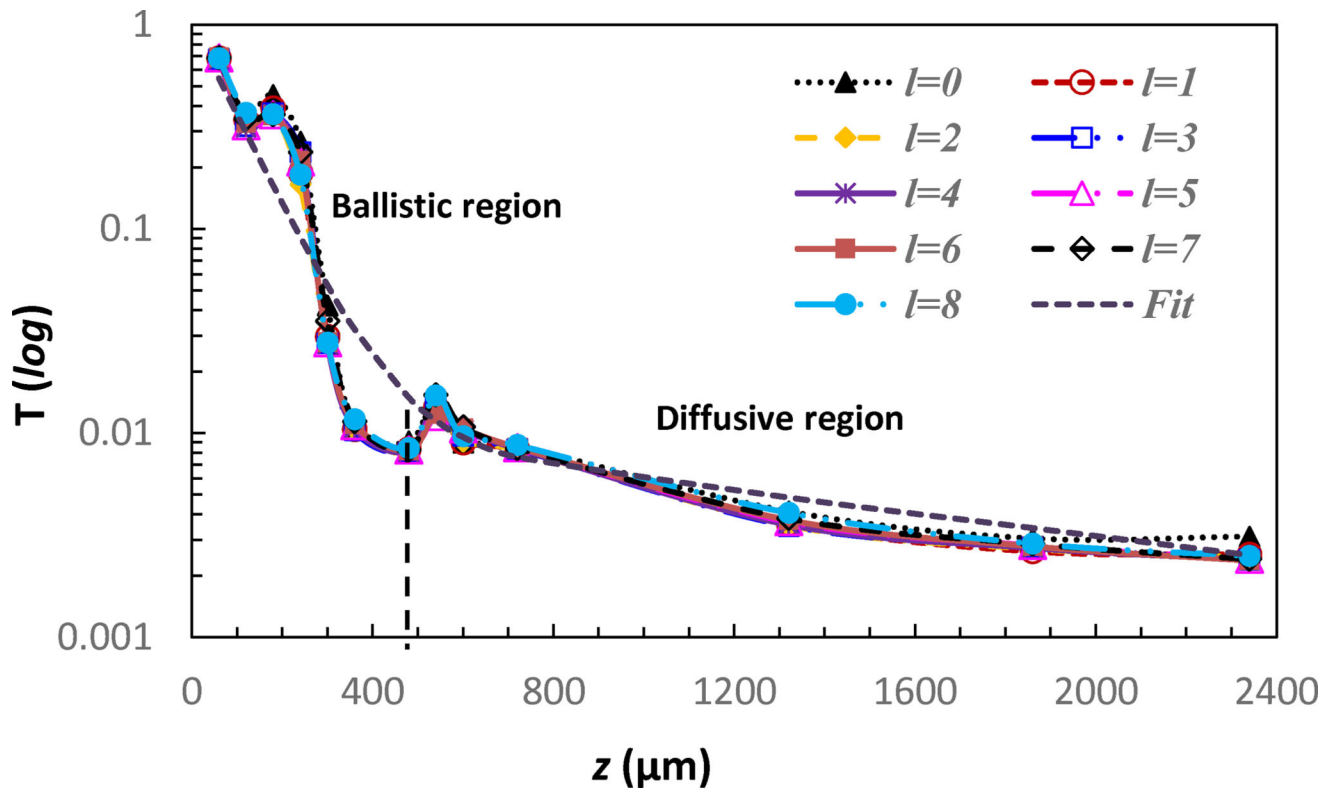 1
0.1
0.01
0.001
T (log)
l=0 l=1
l=2 l=3
l=4 l=5
l=6 l=7
l=8 Fit
Ballistic region
Diffusive region
0 400 800 1200 1600 2000 2400
z (μm)